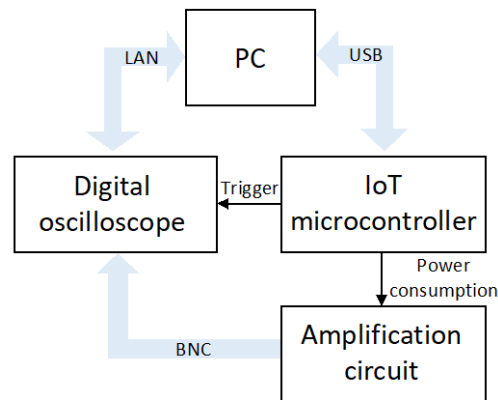 PC
LAN
USB
Digital
oscilloscope
Trigger
IoT
microcontroller
Power
consumption
BNC
Amplification
circuit